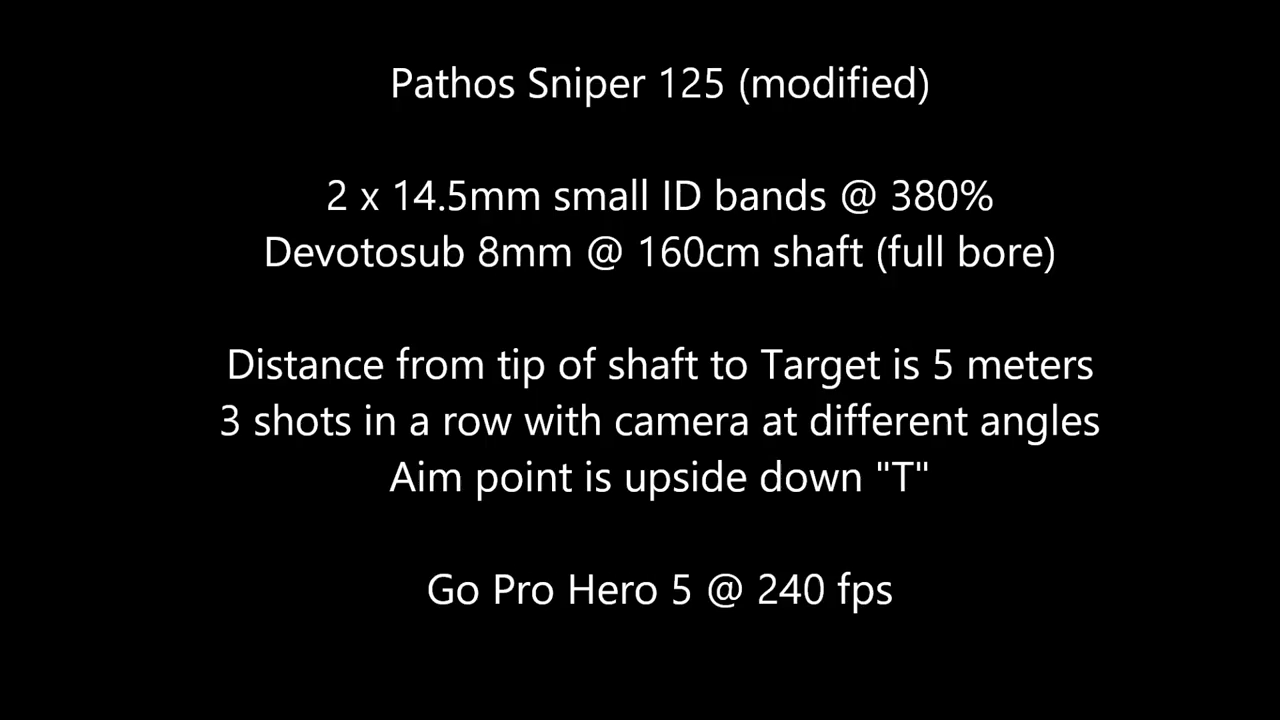 Pathos Sniper 125 (modified)
2 x 14.5mm small ID bands @ 380%
Devotosub 8mm @ 160cm shaft (full bore)
Distance from tip of shaft to Target is 5 meters
3 shots in a row with camera at different angles
Aim point is upside down "T"
Go Pro Hero 5 @ 240 fps